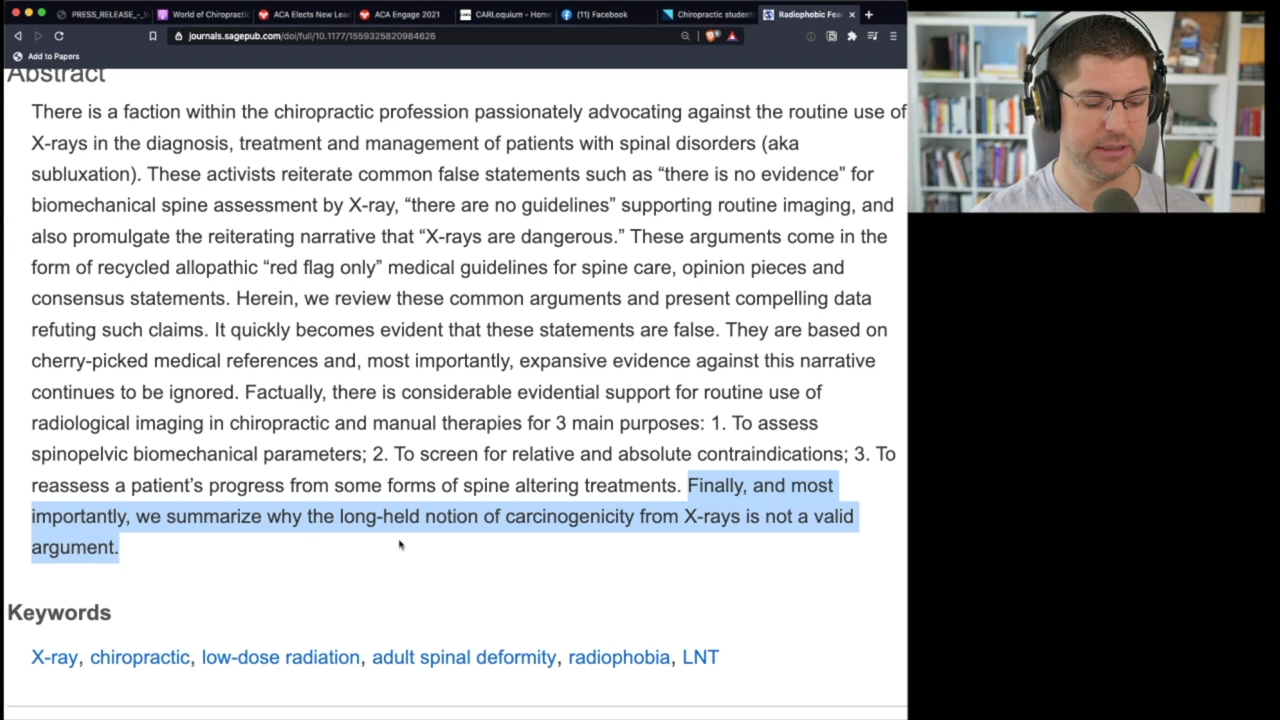 PRESS_RELEASE_-_
World of Chiropractic
ACA Elects New Lead
ACA Engage 2021
CARLoquium - Home
(11) Facebook
Chiropractic student
Radiophobic Fea
journals.sagepub.com/doi/full/10.1177/1559325820984626
Add to Papers
Abstract
There is a faction within the chiropractic profession passionately advocating against the routine use of
X-rays in the diagnosis, treatment and management of patients with spinal disorders (aka
subluxation). These activists reiterate common false statements such as “there is no evidence” for
biomechanical spine assessment by X-ray, “there are no guidelines” supporting routine imaging, and
also promulgate the reiterating narrative that “X-rays are dangerous.” These arguments come in the
form of recycled allopathic “red flag only” medical guidelines for spine care, opinion pieces and
consensus statements. Herein, we review these common arguments and present compelling data
refuting such claims. It quickly becomes evident that these statements are false. They are based on
cherry-picked medical references and, most importantly, expansive evidence against this narrative
continues to be ignored. Factually, there is considerable evidential support for routine use of
radiological imaging in chiropractic and manual therapies for 3 main purposes: 1. To assess
spinopelvic biomechanical parameters; 2. To screen for relative and absolute contraindications; 3. To
reassess a patient’s progress from some forms of spine altering treatments. Finally, and most
importantly, we summarize why the long-held notion of carcinogenicity from X-rays is not a valid
argument.
Keywords
X-ray, chiropractic, low-dose radiation, adult spinal deformity, radiophobia, LNT